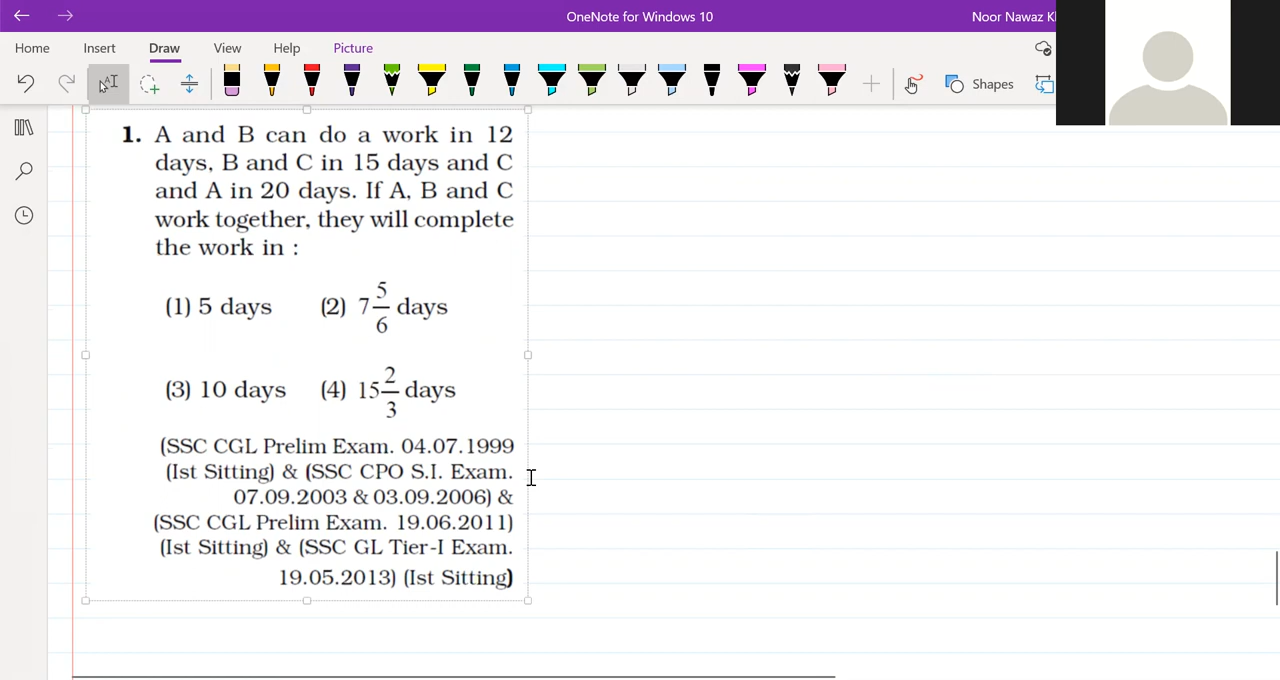 OneNote for Windows 10
Noor Nawaz Kh
Home Insert Draw View Help Picture
Shapes
1. A and B can do a work in 12
days, B and C in 15 days and C
and A in 20 days. If A, B and C
work together, they will complete
the work in :
(1) 5 days (2) 7 5/6 days
(3) 10 days (4) 15 2/3 days
(SSC CGL Prelim Exam. 04.07.1999
(Ist Sitting) & (SSC CPO S.I. Exam.
07.09.2003 & 03.09.2006) &
(SSC CGL Prelim Exam. 19.06.2011)
(Ist Sitting) & (SSC GL Tier-I Exam.
19.05.2013) (Ist Sitting)